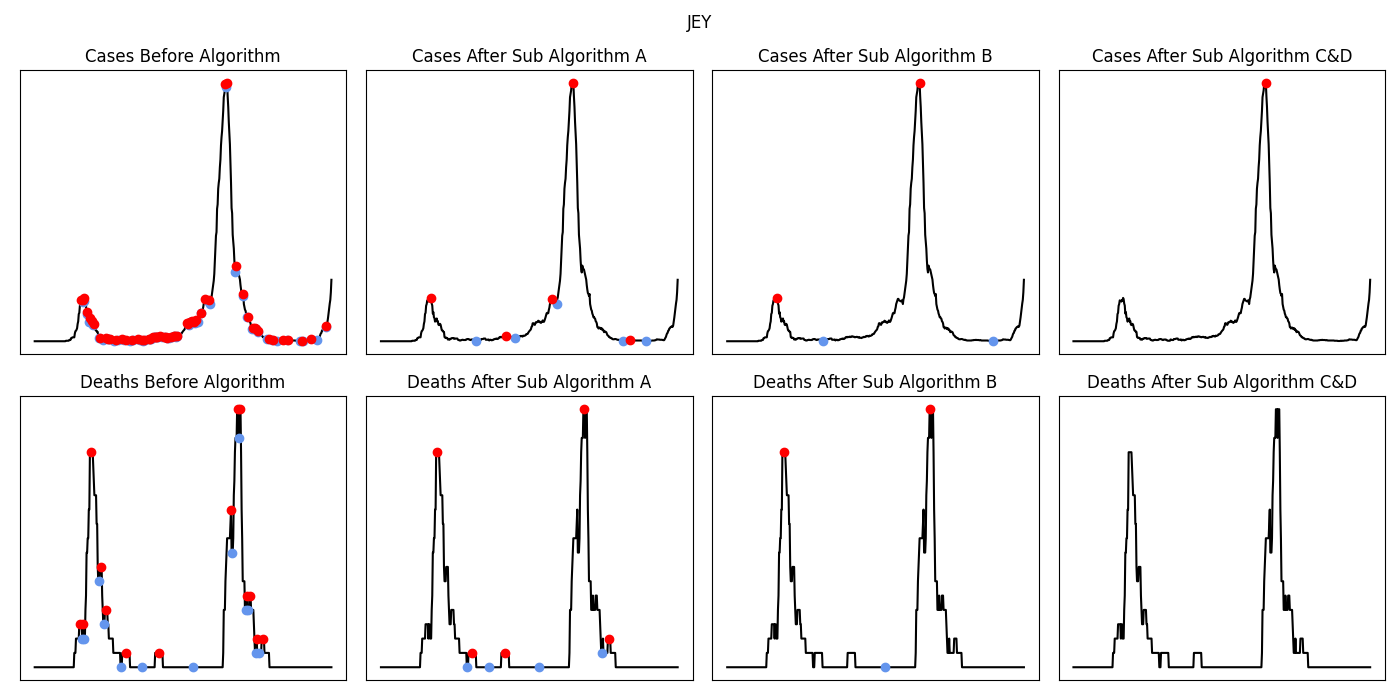 JEY
Cases Before Algorithm
Cases After Sub Algorithm A
Cases After Sub Algorithm B
Cases After Sub Algorithm C&D
Deaths Before Algorithm
Deaths After Sub Algorithm A
Deaths After Sub Algorithm B
Deaths After Sub Algorithm C&D